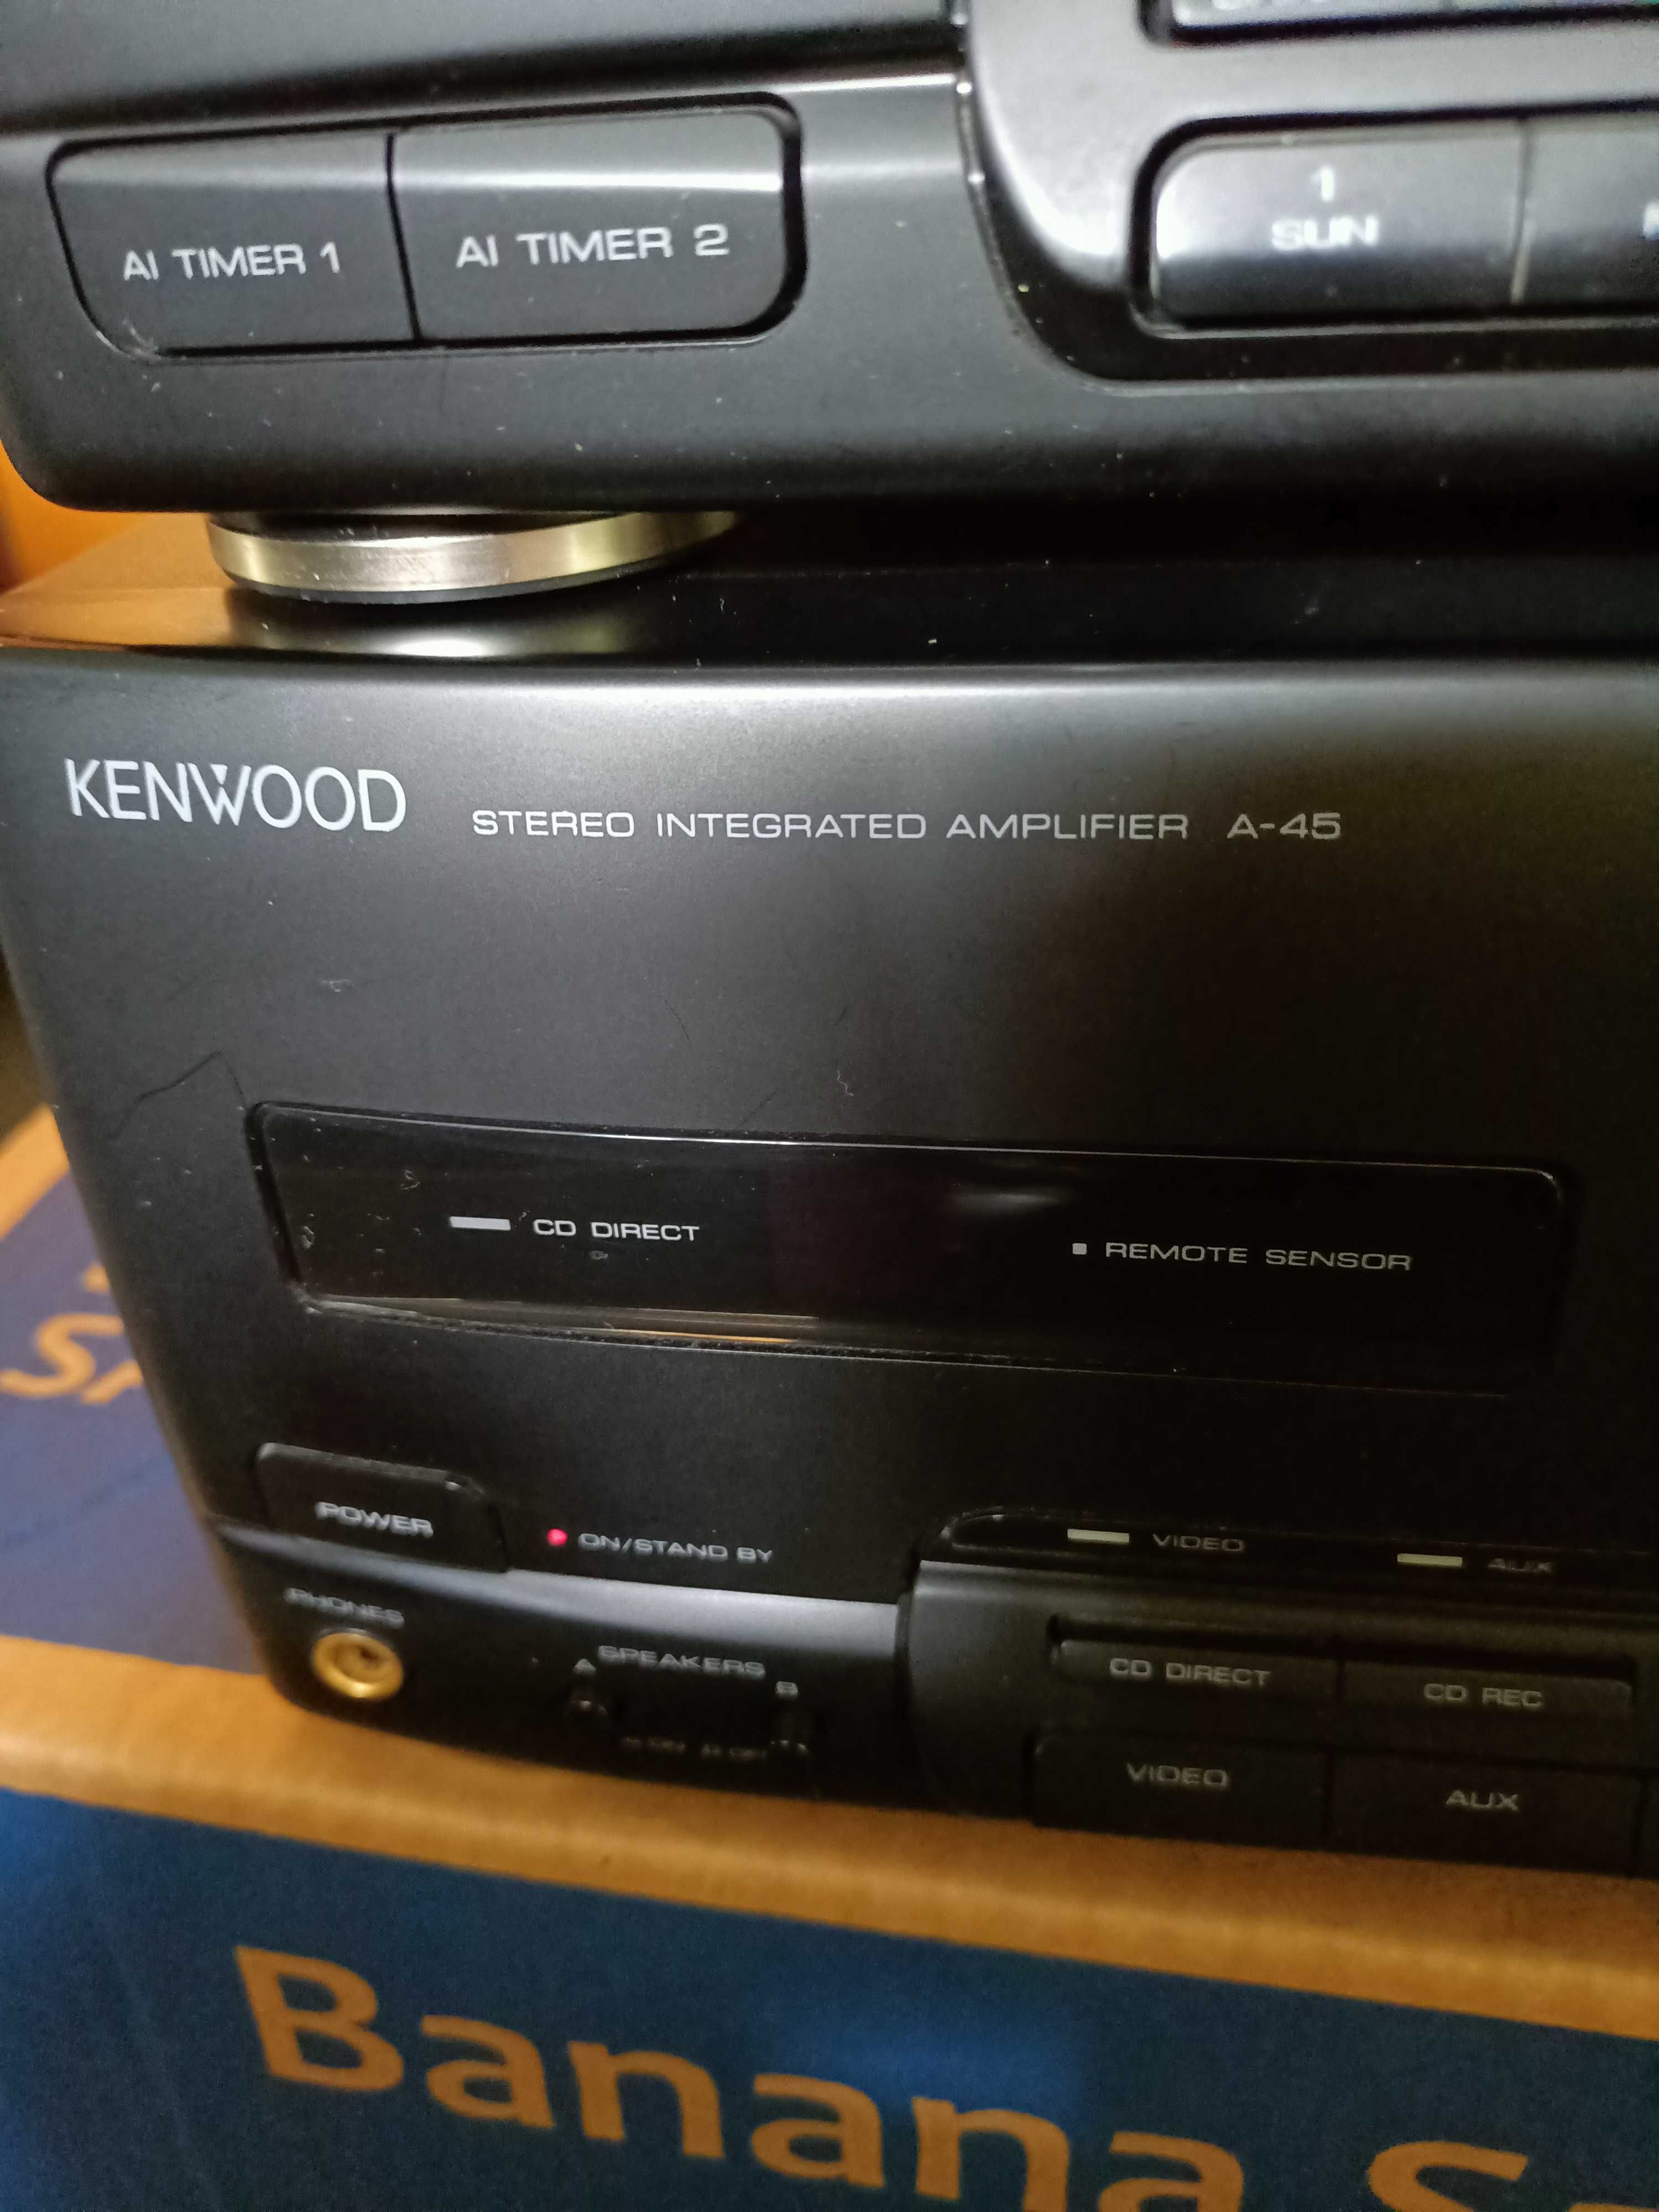 AI TIMER 1
AI TIMER 2
1
SUN
KENWOOD STEREO INTEGRATED AMPLIFIER A-45
CD DIRECT
REMOTE SENSOR
POWER
ON/STAND BY
VIDEO
AUX
PHONES
SPEAKERS
A
B
CD DIRECT
CD REC
VIDEO
AUX
Banana